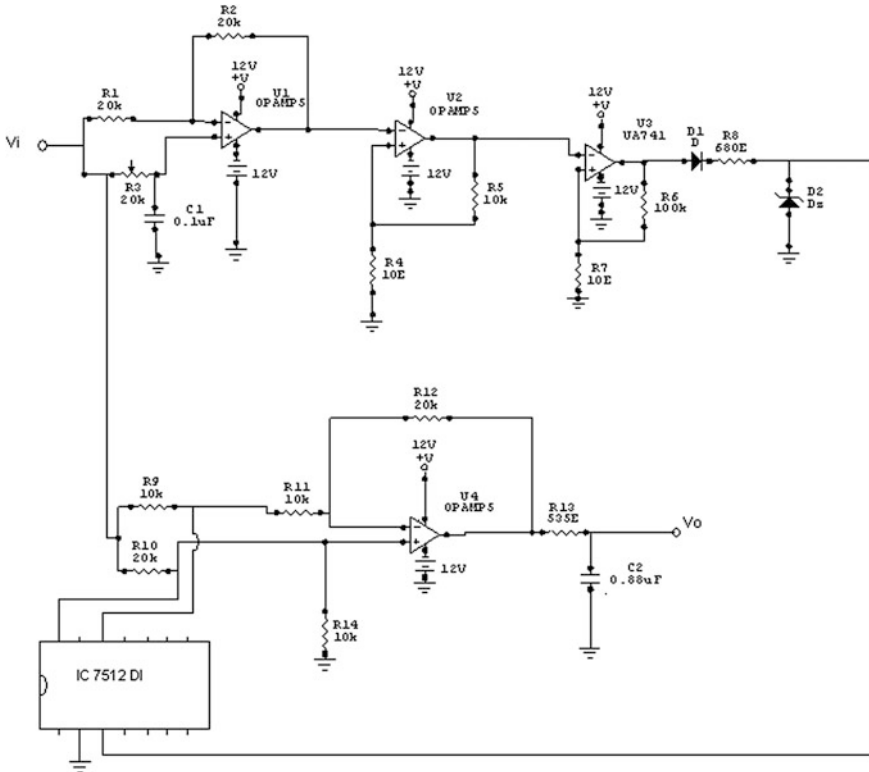 R2
20k
12V
+V
U1
OPAMP5
R1
20k
12V
+V
U2
OPAMP5
12V
+V
U3
UA741
D1
D
R8
680E
Vi
R3
20k
12V
C1
0.1uF
12V
R5
10k
12V
R6
100k
D2
Dz
R4
10E
R7
10E
R12
20k
12V
+V
R9
10k
R11
10k
U4
OPAMP5
R13
535E
Vo
R10
20k
12V
C2
0.88uF
R14
10k
IC 7512 DI